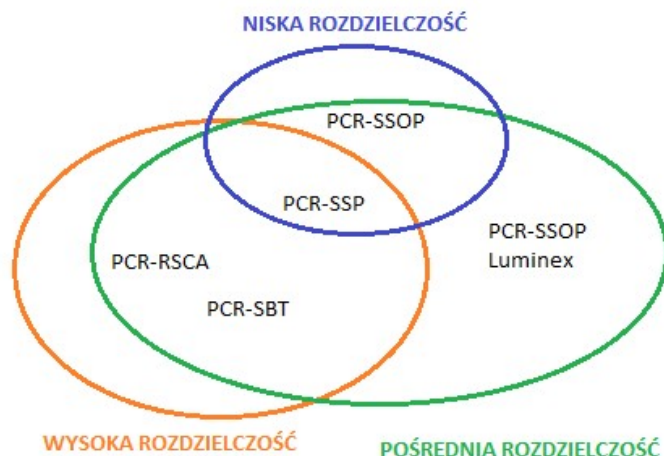 NISKA ROZDZIELCZOŚĆ
PCR-SSOP
PCR-SSP
PCR-SSOP
Luminex
PCR-RSCA
PCR-SBT
WYSOKA ROZDZIELCZOŚĆ
POŚREDNIA ROZDZIELCZOŚĆ